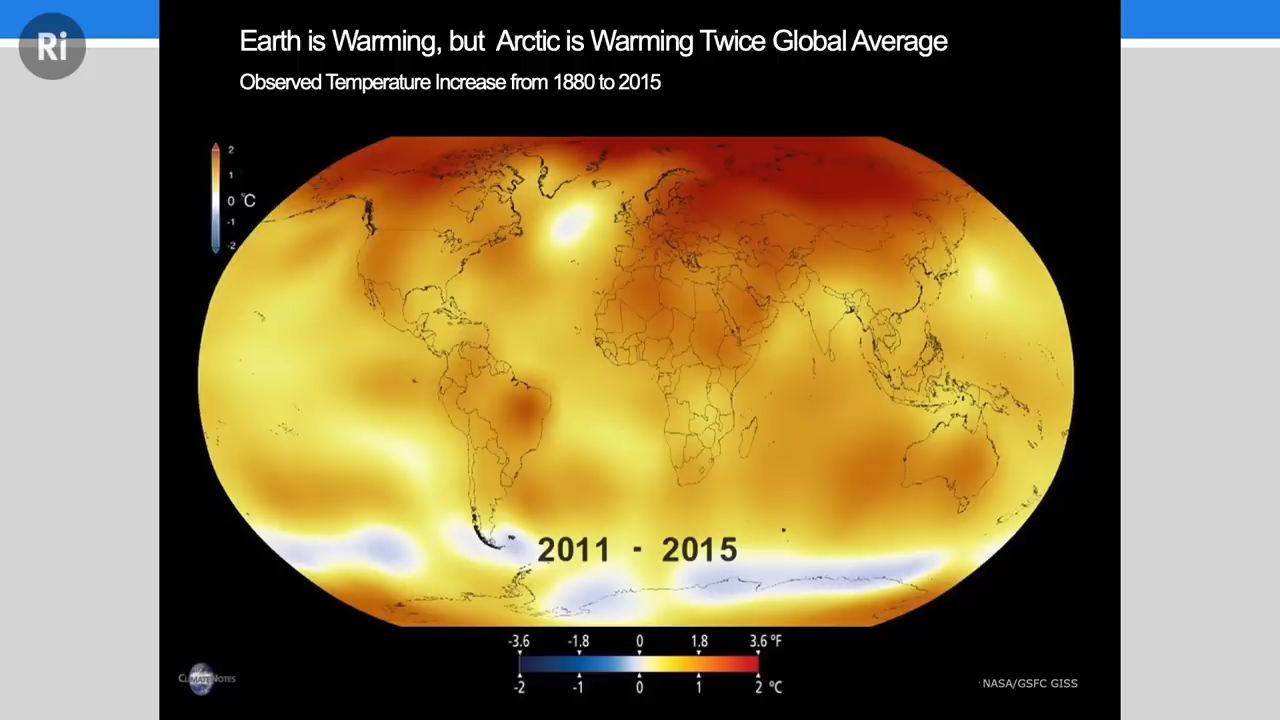 Ri
Earth is Warming, but Arctic is Warming Twice Global Average
Observed Temperature Increase from 1880 to 2015
2
1
0 °C
-1
-2
2011 - 2015
-3.6 -1.8 0 1.8 3.6 °F
-2 -1 0 1 2 °C
CLIMATE NOTES
NASA/GSFC GISS